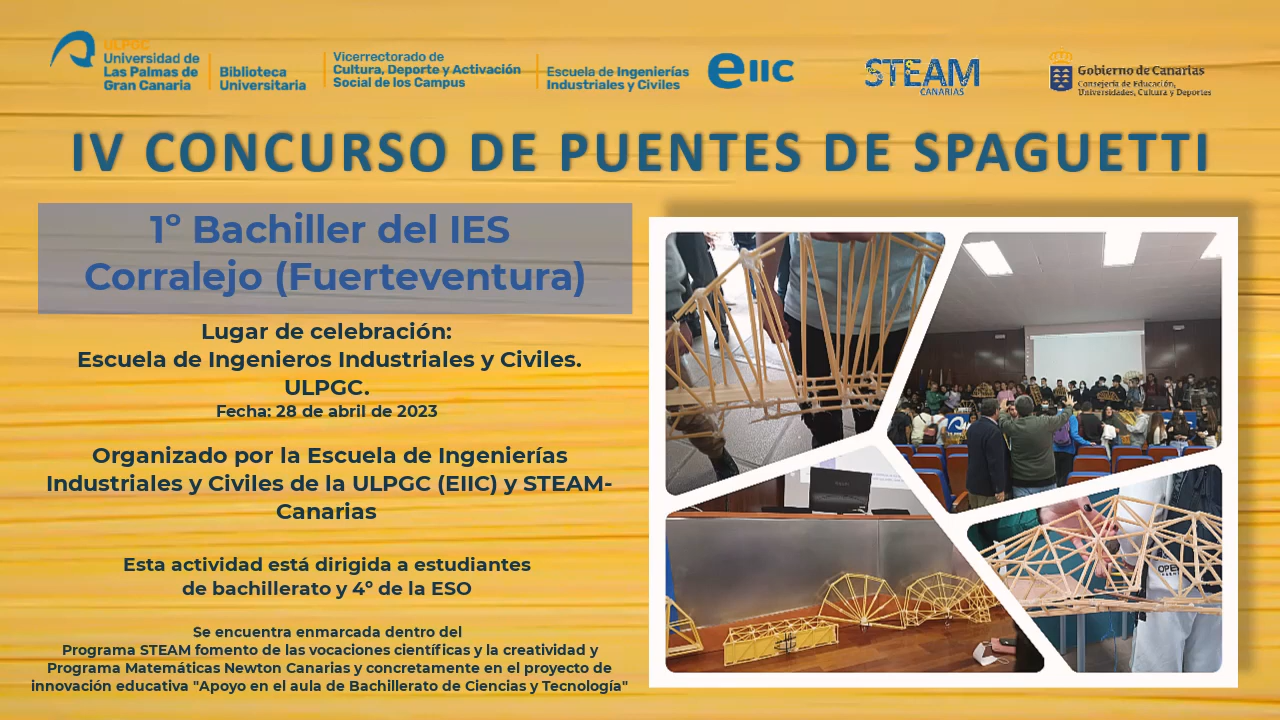 ULPGC
Universidad de
Las Palmas de
Gran Canaria
Biblioteca
Universitaria
Vicerrectorado de
Cultura, Deporte y Activación
Social de los Campus
Escuela de Ingenierías
Industriales y Civiles
eiic
STEAM
CANARIAS
Gobierno de Canarias
Consejería de Educación,
Universidades, Cultura y Deportes
IV CONCURSO DE PUENTES DE SPAGUETTI
1º Bachiller del IES
Corralejo (Fuerteventura)
Lugar de celebración:
Escuela de Ingenieros Industriales y Civiles.
ULPGC.
Fecha: 28 de abril de 2023
Organizado por la Escuela de Ingenierías
Industriales y Civiles de la ULPGC (EIIC) y STEAM-
Canarias
Esta actividad está dirigida a estudiantes
de bachillerato y 4º de la ESO
Se encuentra enmarcada dentro del
Programa STEAM fomento de las vocaciones científicas y la creatividad y
Programa Matemáticas Newton Canarias y concretamente en el proyecto de
innovación educativa "Apoyo en el aula de Bachillerato de Ciencias y Tecnología"